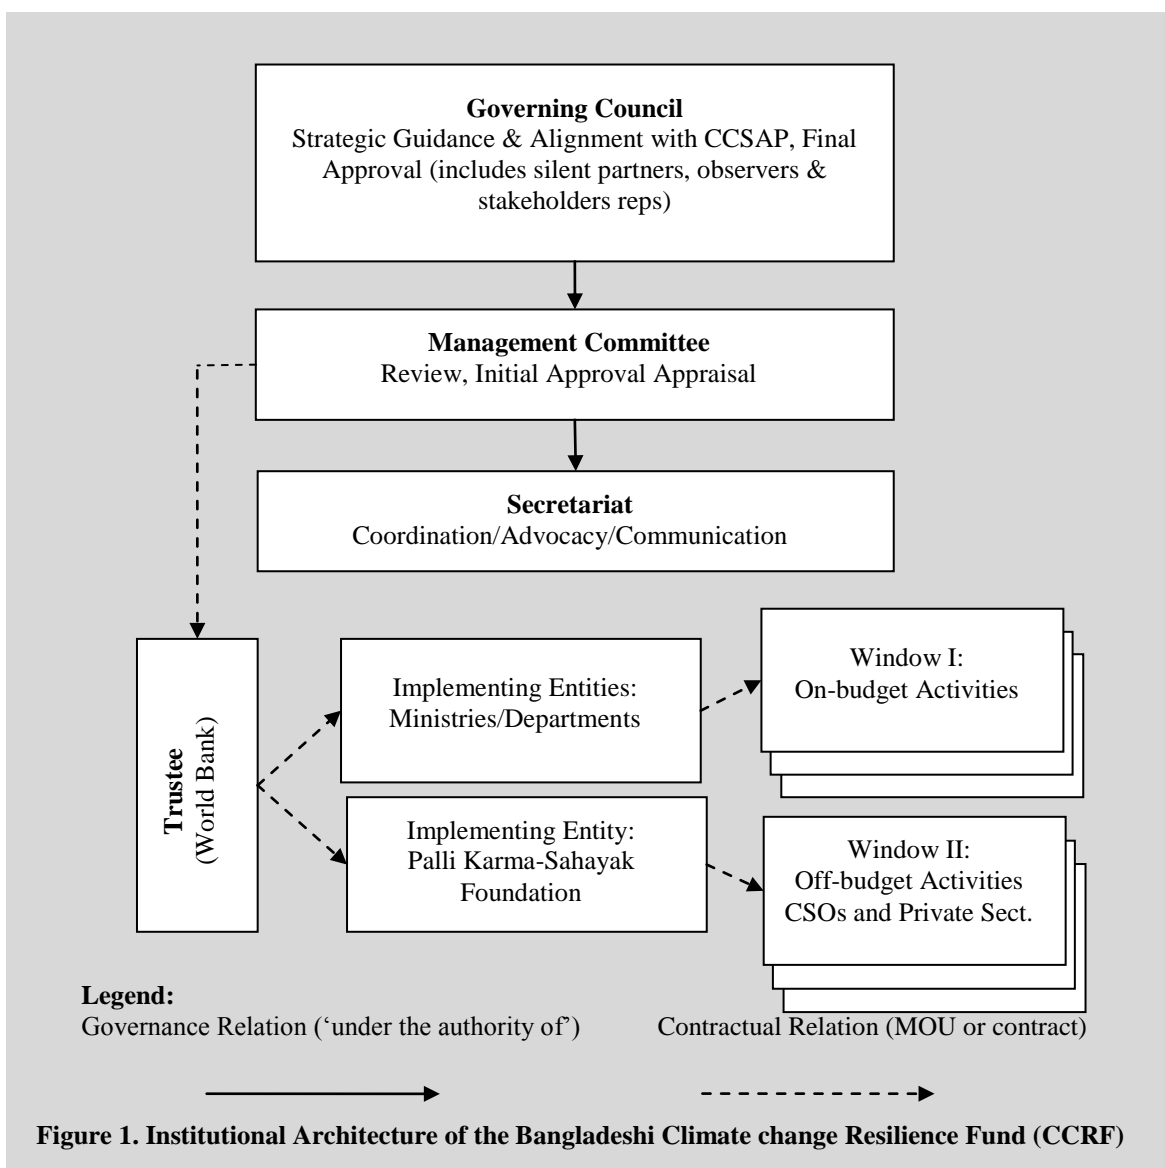 Governing Council
Strategic Guidance & Alignment with CCSAP, Final
Approval (includes silent partners, observers &
stakeholders reps)
Management Committee
Review, Initial Approval Appraisal
Secretariat
Coordination/Advocacy/Communication
Trustee
(World Bank)
Implementing Entities:
Ministries/Departments
Window I:
On-budget Activities
Implementing Entity:
Palli Karma-Sahayak
Foundation
Window II:
Off-budget Activities
CSOs and Private Sect.
Legend:
Governance Relation (‘under the authority of’)
Contractual Relation (MOU or contract)
Figure 1. Institutional Architecture of the Bangladeshi Climate change Resilience Fund (CCRF)